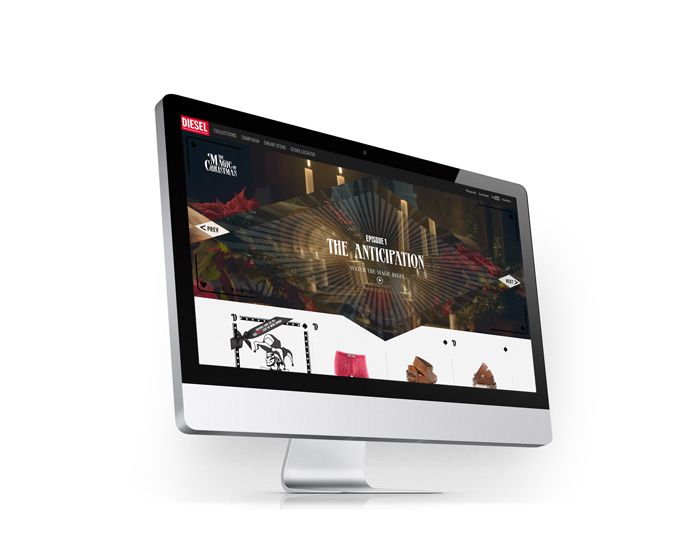 DIESEL
COLLECTIONS CAMPAIGN ONLINE STORE STORE LOCATOR
THE
MAGIC OF
CHRISTMAS
< PREV
EPISODE 1
THE ANTICIPATION
WATCH THE MAGIC BEGIN
NEXT >